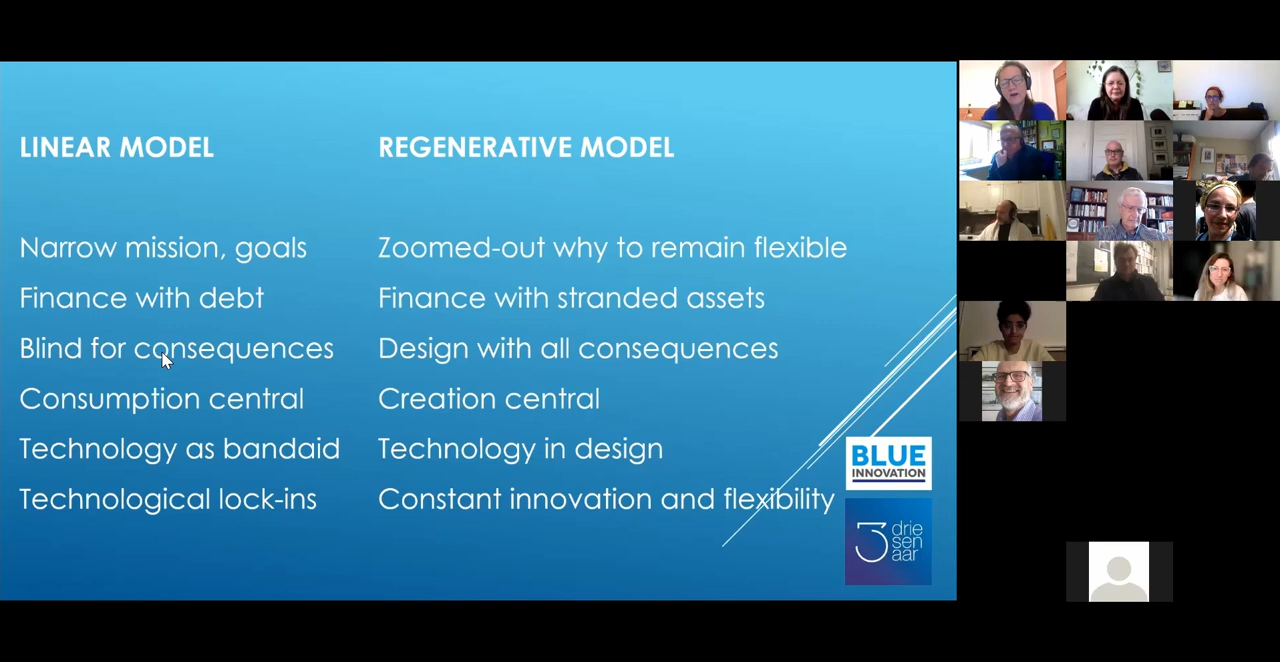 LINEAR MODEL
REGENERATIVE MODEL
Narrow mission, goals
Zoomed-out why to remain flexible
Finance with debt
Finance with stranded assets
Blind for consequences
Design with all consequences
Consumption central
Creation central
Technology as bandaid
Technology in design
Technological lock-ins
Constant innovation and flexibility
BLUE
INNOVATION
3 drie
sen
aar